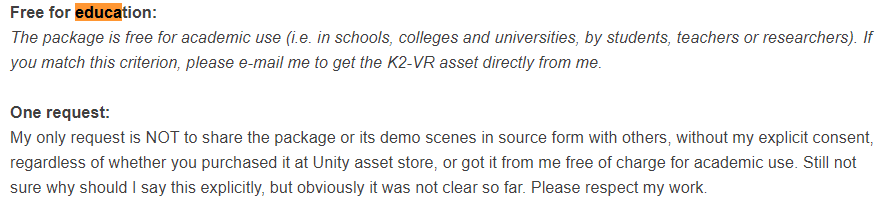 Free for education:
The package is free for academic use (i.e. in schools, colleges and universities, by students, teachers or researchers). If
you match this criterion, please e-mail me to get the K2-VR asset directly from me.
One request:
My only request is NOT to share the package or its demo scenes in source form with others, without my explicit consent,
regardless of whether you purchased it at Unity asset store, or got it from me free of charge for academic use. Still not
sure why should I say this explicitly, but obviously it was not clear so far. Please respect my work.